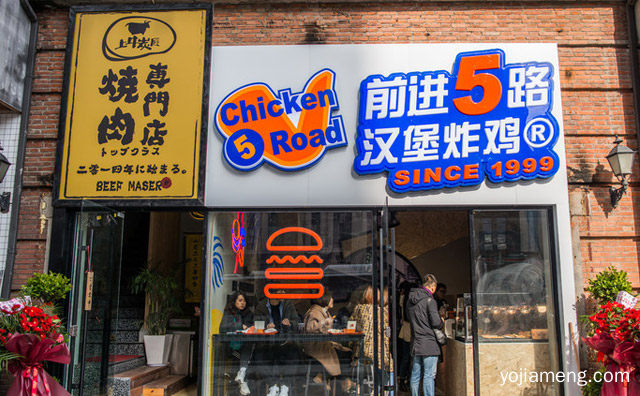 上牛炭庄
焼肉
専門店
トップクラス
二零一四年に始まる。
BEEF MASER®
Chicken
5 Road
前进5路
汉堡炸鸡®
SINCE 1999
yojiameng.com